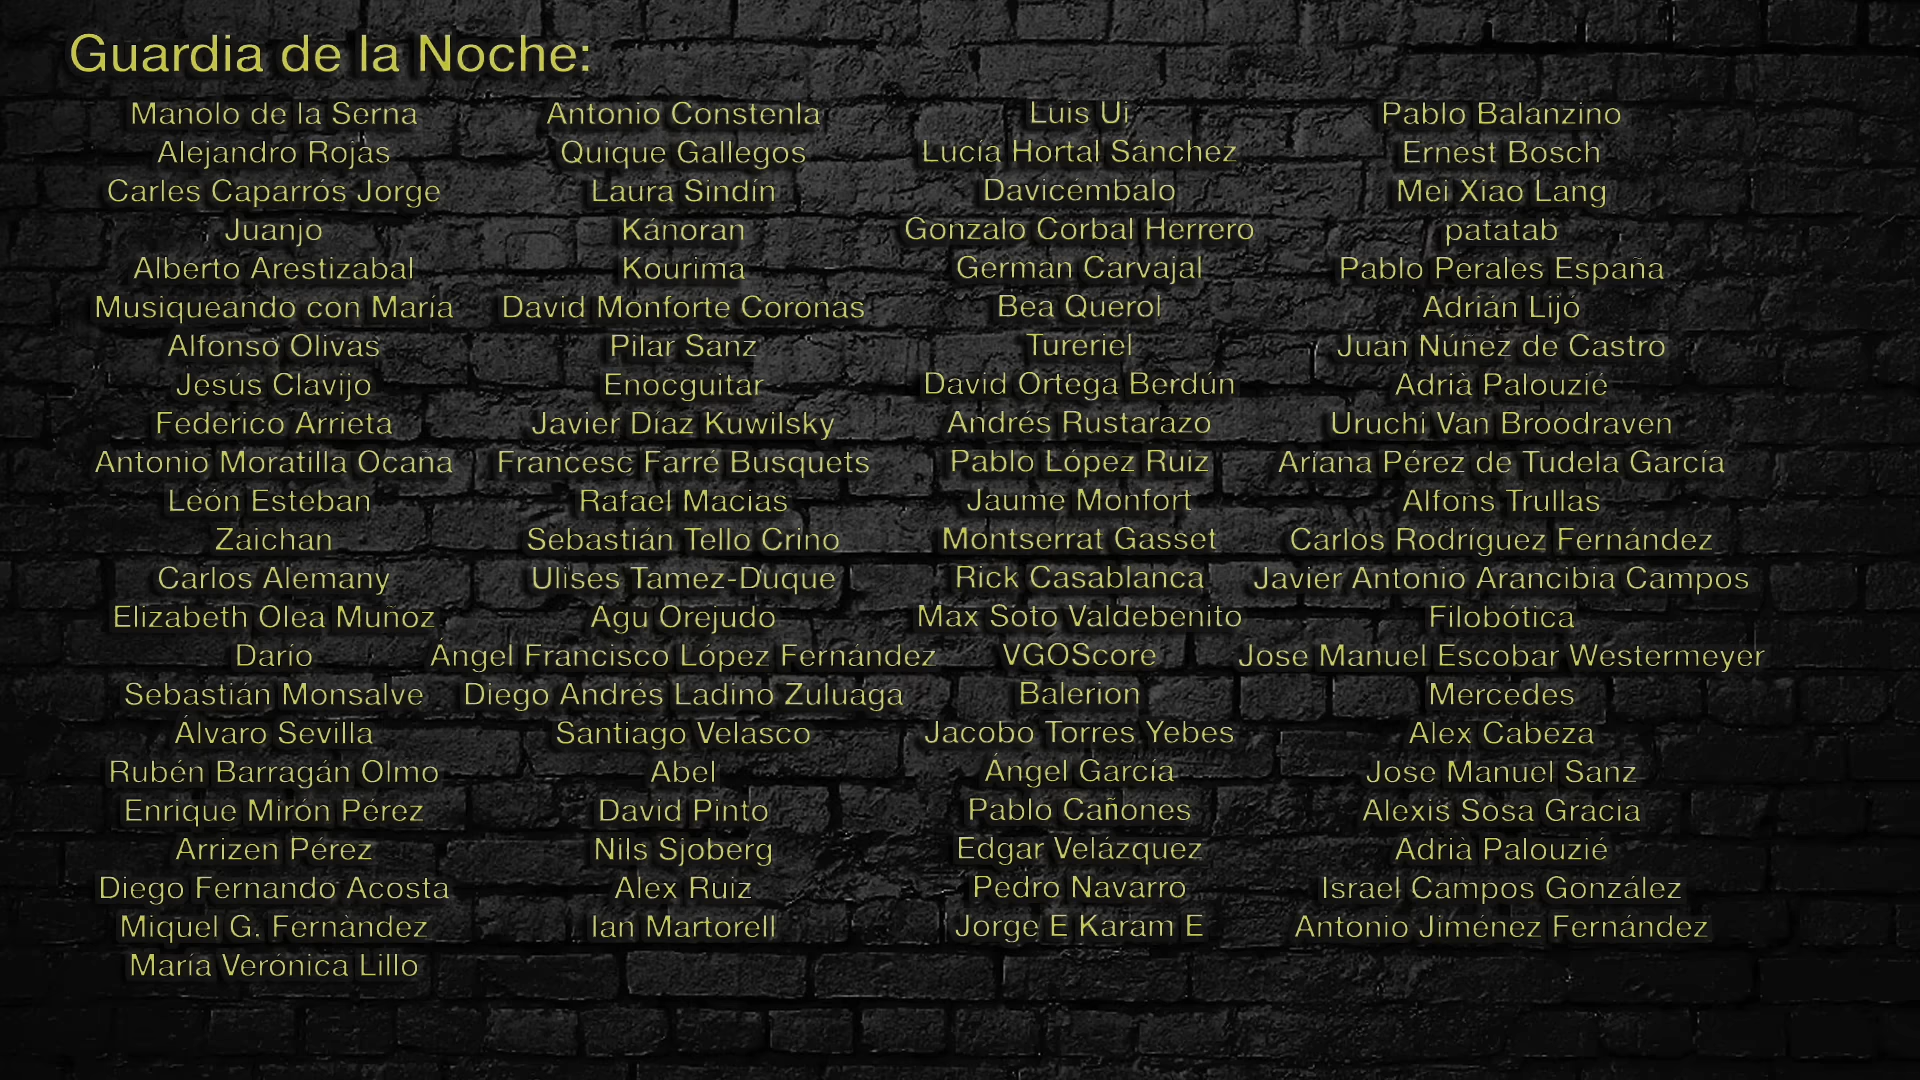 Guardia de la Noche:
Manolo de la Serna
Alejandro Rojas
Carles Caparrós Jorge
Juanjo
Alberto Arestizabal
Musiqueando con María
Alfonso Olivas
Jesús Clavijo
Federico Arrieta
Antonio Moratilla Ocaña
León Esteban
Zaichan
Carlos Alemany
Elizabeth Olea Muñoz
Darío
Sebastián Monsalve
Álvaro Sevilla
Rubén Barragán Olmo
Enrique Mirón Pérez
Arrizen Pérez
Diego Fernando Acosta
Miquel G. Fernàndez
María Verónica Lillo
Antonio Constenla
Quique Gallegos
Laura Sindín
Kánoran
Kourima
David Monforte Coronas
Pilar Sanz
Enocguitar
Javier Díaz Kuwilsky
Francesc Farré Busquets
Rafael Macias
Sebastián Tello Crino
Ulises Tamez-Duque
Agu Orejudo
Ángel Francisco López Fernández
Diego Andrés Ladino Zuluaga
Santiago Velasco
Abel
David Pinto
Nils Sjoberg
Alex Ruiz
Ian Martorell
Luis Ui
Lucía Hortal Sánchez
Davicémbalo
Gonzalo Corbal Herrero
German Carvajal
Bea Querol
Tureriel
David Ortega Berdún
Andrés Rustarazo
Pablo López Ruiz
Jaume Monfort
Montserrat Gasset
Rick Casablanca
Max Soto Valdebenito
VGOScore
Balerion
Jacobo Torres Yebes
Ángel García
Pablo Cañones
Edgar Velázquez
Pedro Navarro
Jorge E Karam E
Pablo Balanzino
Ernest Bosch
Mei Xiao Lang
patatab
Pablo Perales España
Adrián Lijó
Juan Núñez de Castro
Adrià Palouzié
Uruchi Van Broodraven
Ariana Pérez de Tudela García
Alfons Trullas
Carlos Rodríguez Fernández
Javier Antonio Arancibia Campos
Filobótica
Jose Manuel Escobar Westermeyer
Mercedes
Alex Cabeza
Jose Manuel Sanz
Alexis Sosa Gracia
Adrià Palouzié
Israel Campos González
Antonio Jiménez Fernández